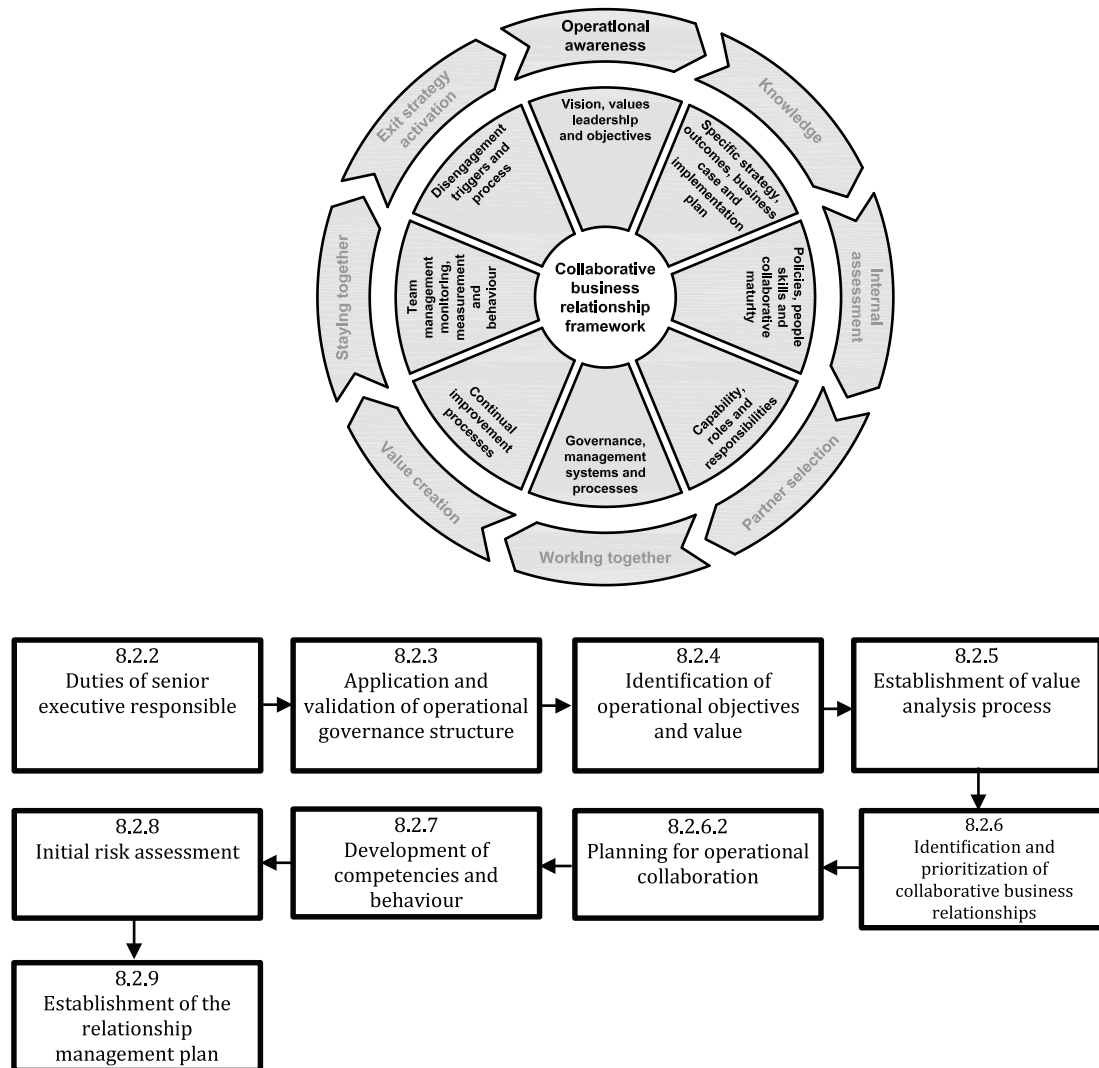 Operational
awareness
Knowledge
Internal
assessment
Partner selection
Working together
Value creation
Staying together
Exit strategy
activation
Vision, values
leadership
and objectives
Specific strategy,
outcomes, business
case and
implementation
plan
Policies, people
skills and
collaborative
maturity
Capability,
roles and
responsibilities
Governance,
management
systems and
processes
Continual
improvement
processes
Team
management
monitoring,
measurement
and
behaviour
Disengagement
triggers and
process
Collaborative
business
relationship
framework
8.2.2
Duties of senior
executive responsible
8.2.3
Application and
validation of operational
governance structure
8.2.4
Identification of
operational objectives
and value
8.2.5
Establishment of value
analysis process
8.2.6
Identification and
prioritization of
collaborative business
relationships
8.2.6.2
Planning for operational
collaboration
8.2.7
Development of
competencies and
behaviour
8.2.8
Initial risk assessment
8.2.9
Establishment of the
relationship
management plan